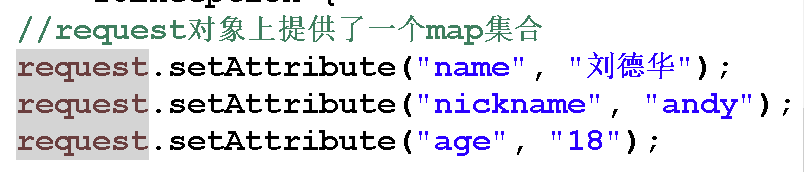 //request对象上提供了一个map集合
request.setAttribute("name", "刘德华");
request.setAttribute("nickname", "andy");
request.setAttribute("age", "18");